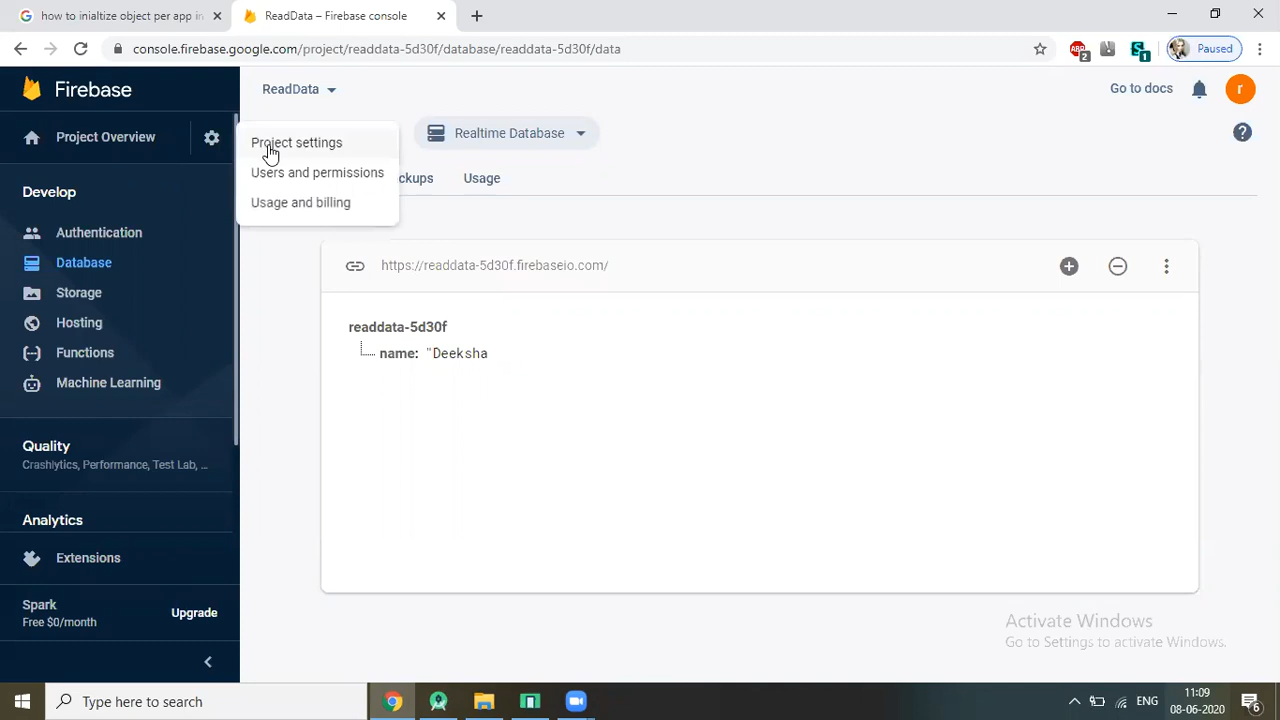 how to inialtize object per app in
ReadData – Firebase console
console.firebase.google.com/project/readdata-5d30f/database/readdata-5d30f/data
ABP
2
1
Paused
Firebase
ReadData
Go to docs
r
Project Overview
Project settings
Realtime Database
Users and permissions
ckups
Usage
Develop
Usage and billing
Authentication
Database
https://readdata-5d30f.firebaseio.com/
Storage
Hosting
readdata-5d30f
Functions
name: "Deeksha
Machine Learning
Quality
Crashlytics, Performance, Test Lab, ...
Analytics
Extensions
Spark
Free $0/month
Upgrade
Activate Windows
Go to Settings to activate Windows.
Type here to search
ENG
11:09
08-06-2020
6